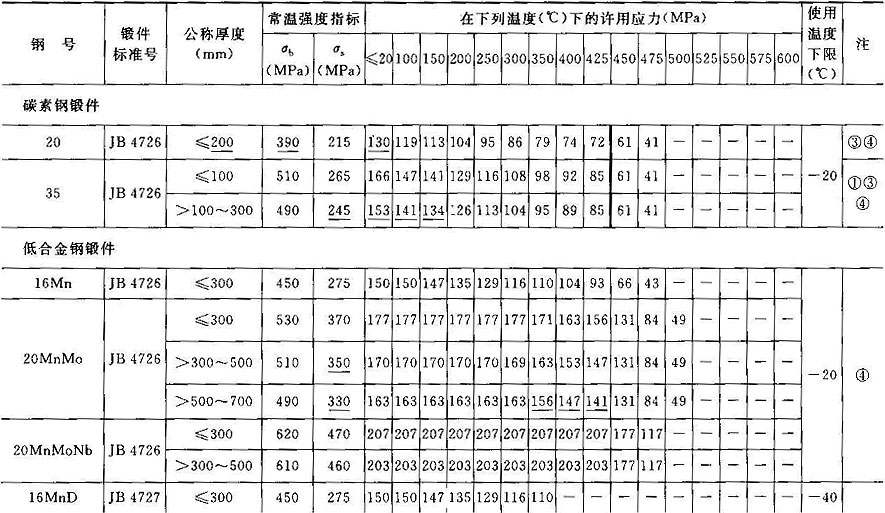 钢 号 锻件标准号 公称厚度(mm) 常温强度指标 在下列温度(℃)下的许用应力(MPa) 使用温度下限(℃) 注
σb(MPa) σs(MPa) ≤20 100 150 200 250 300 350 400 425 450 475 500 525 550 575 600
碳素钢锻件
20 JB 4726 ≤200 390 215 130 119 113 104 95 86 79 74 72 61 41 — — — — — −20 ③④
35 JB 4726 ≤100 510 265 166 147 141 129 116 108 98 92 85 61 41 — — — — — ①③④
>100～300 490 245 153 141 134 126 113 104 95 89 85 61 41 — — — — —
低合金钢锻件
16Mn JB 4726 ≤300 450 275 150 150 147 135 129 116 110 104 93 66 43 — — — — — −20 ④
20MnMo JB 4726 ≤300 530 370 177 177 177 177 177 177 171 163 156 131 84 49 — — — —
>300～500 510 350 170 170 170 170 170 169 163 153 147 131 84 49 — — — —
>500～700 490 330 163 163 163 163 163 163 156 147 141 131 84 49 — — — —
20MnMoNb JB 4726 ≤300 620 470 207 207 207 207 207 207 207 207 207 177 117 — — — — —
>300～500 610 460 203 203 203 203 203 203 203 203 203 177 117 — — — — —
16MnD JB 4727 ≤300 450 275 150 150 147 135 129 116 110 — — — — — — — — — −40